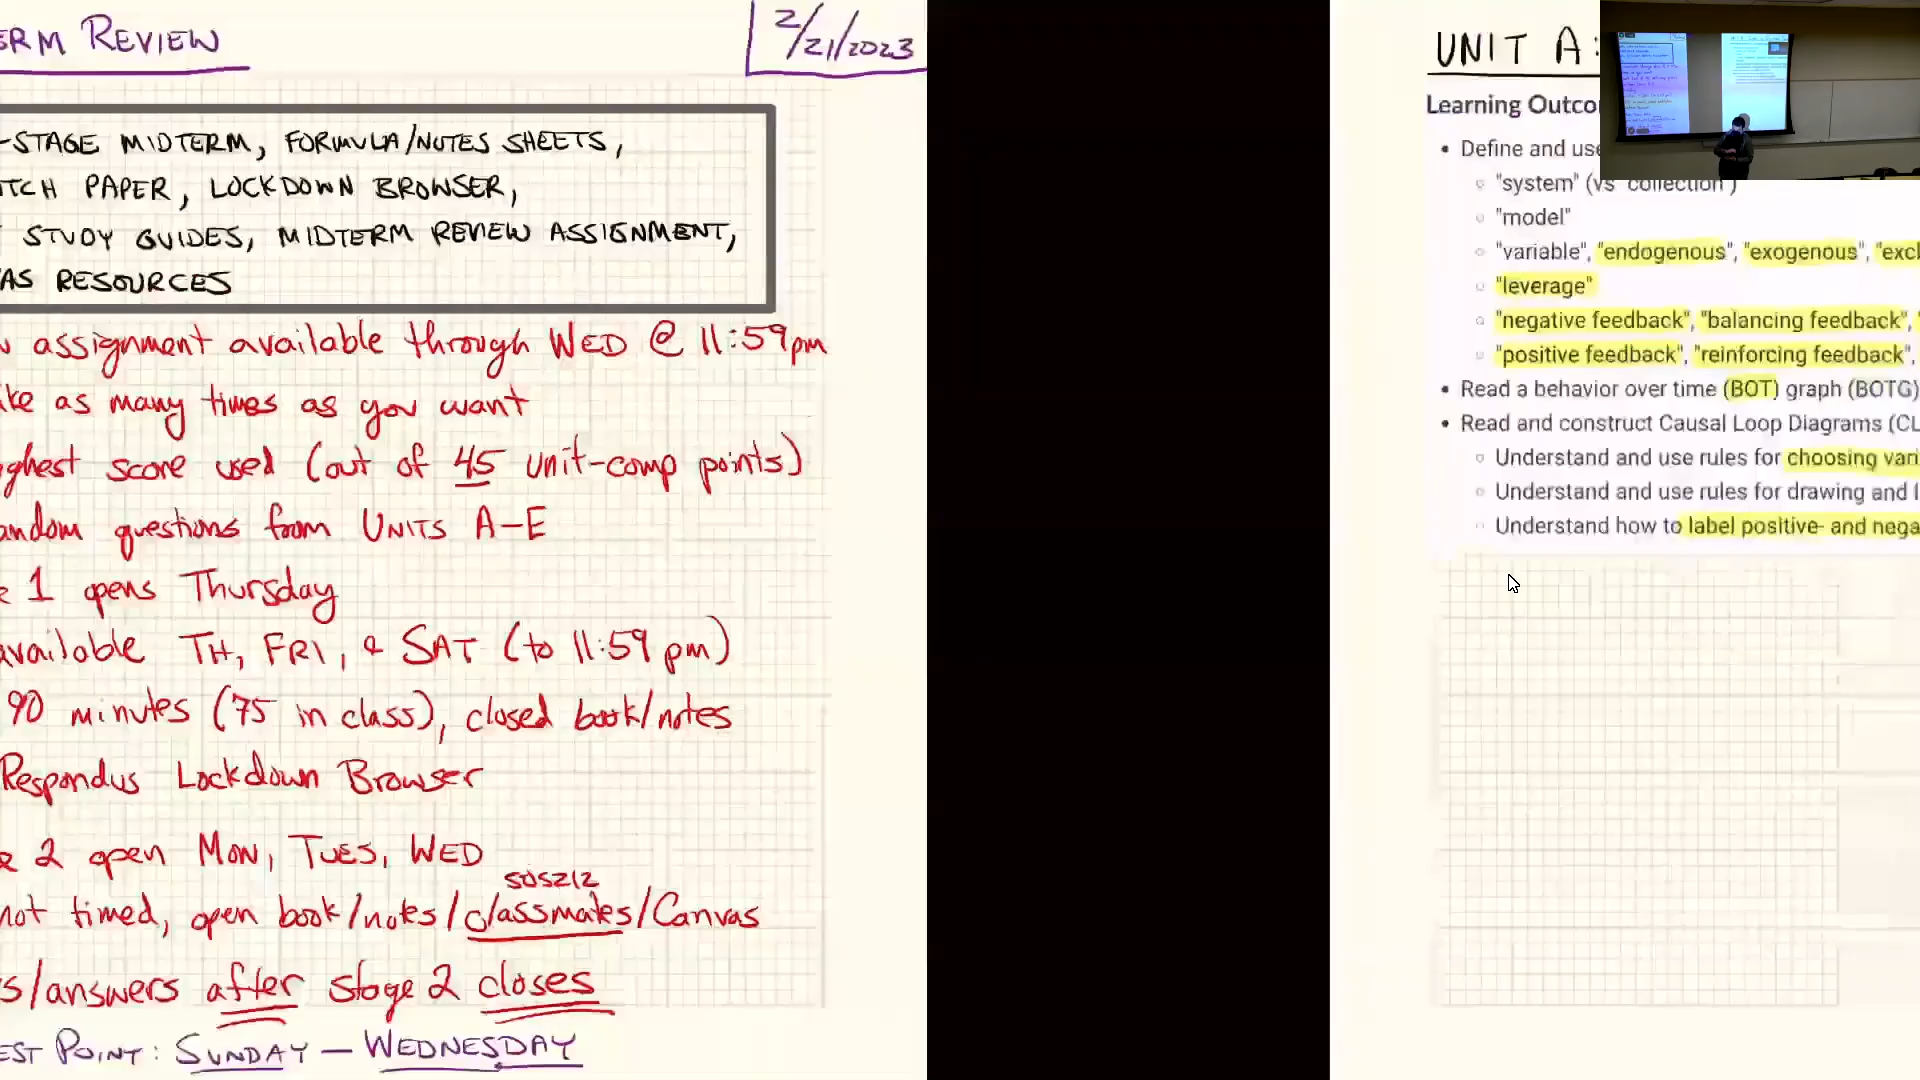 ERM REVIEW
2/21/2023
-STAGE MIDTERM, FORMULA/NOTES SHEETS,
TCH PAPER, LOCKDOWN BROWSER,
STUDY GUIDES, MIDTERM REVIEW ASSIGNMENT,
AS RESOURCES
assignment available through WED @ 11:59pm
ke as many times as you want
ghest score used (out of 45 unit-comp points)
andom questions from UNITS A-E
e 1 opens Thursday
available TH, FRI, & SAT (to 11:59 pm)
90 minutes (75 in class), closed book/notes
Respondus Lockdown Browser
e 2 open MON, TUES, WED
SOS212
not timed, open book/notes/classmates/Canvas
s/answers after stage 2 closes
EST POINT: SUNDAY — WEDNESDAY
UNIT A:
Learning Outco
• Define and use
"system" (vs "collection")
"model"
"variable", "endogenous", "exogenous", "excl
"leverage"
"negative feedback", "balancing feedback", "
"positive feedback", "reinforcing feedback",
• Read a behavior over time (BOT) graph (BOTG)
• Read and construct Causal Loop Diagrams (CL
Understand and use rules for choosing vari
Understand and use rules for drawing and l
Understand how to label positive- and nega